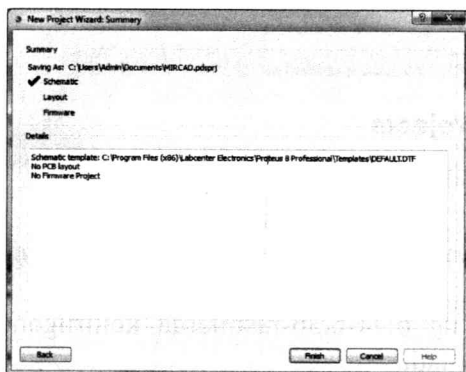 New Project Wizard: Summary
Summary
Saving As: C:\Users\Admin\Documents\MIRCAD.pdsprj
Schematic
Layout
Firmware
Details
Schematic template: C:\Program Files (x86)\Labcenter Electronics\Proteus 8 Professional\Templates\DEFAULT.DTF
No PCB layout
No Firmware Project
Back
Finish
Cancel
Help